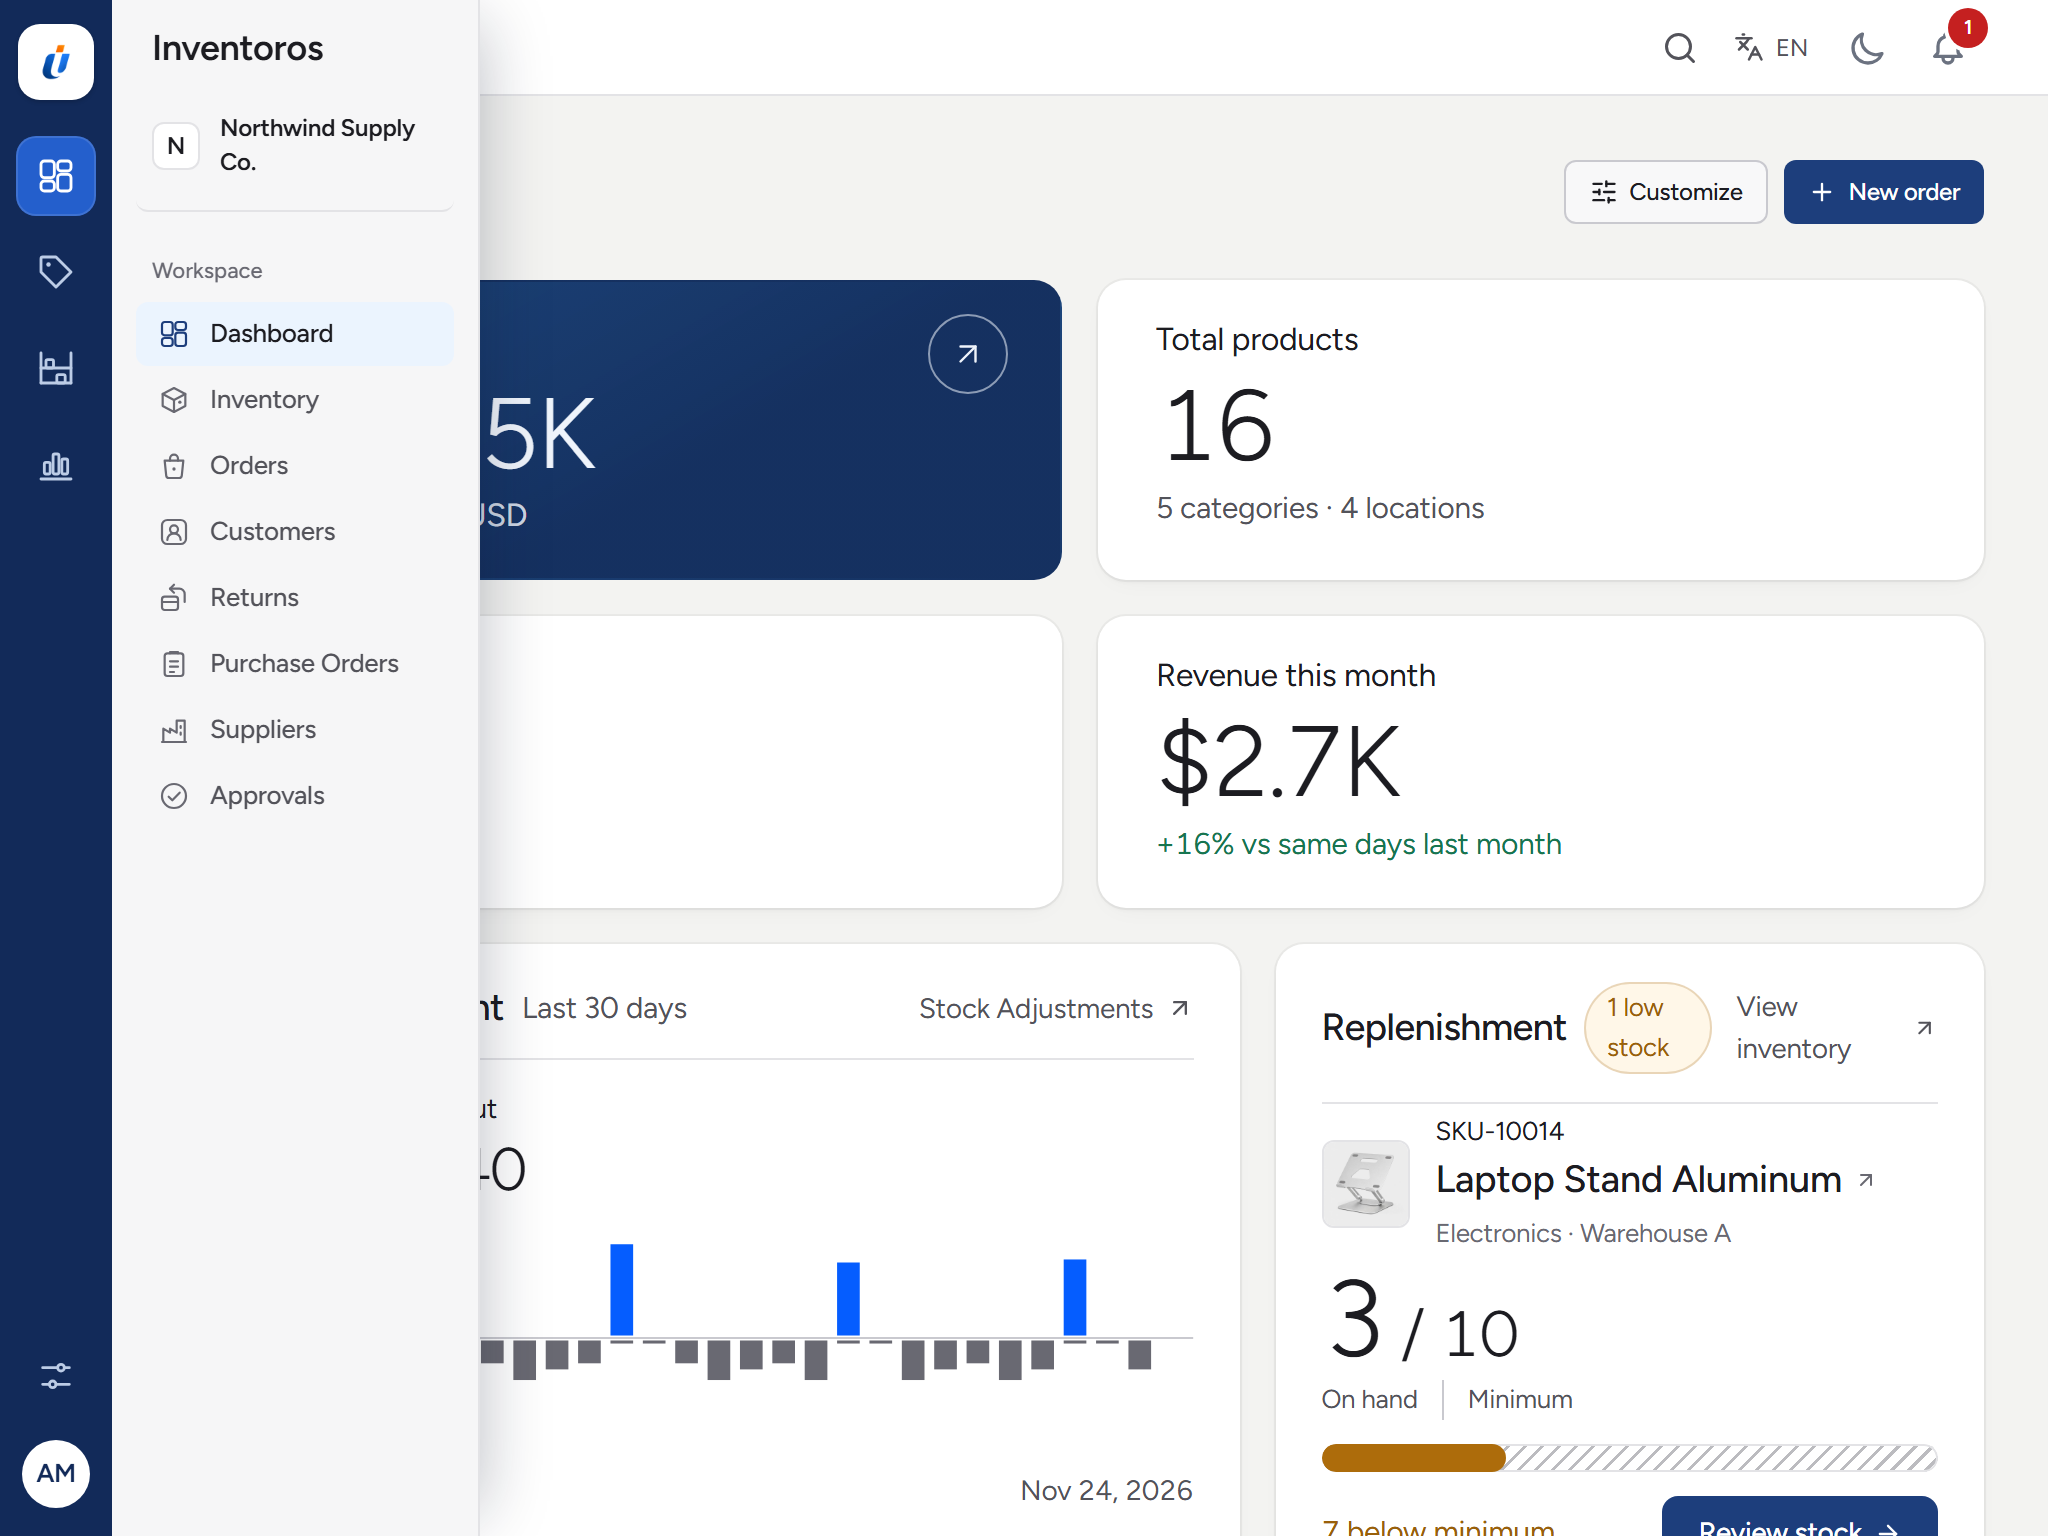 Inventoros
N
Northwind Supply
Co.
Workspace
Dashboard
Inventory
Orders
Customers
Returns
Purchase Orders
Suppliers
Approvals
AM
EN
1
Customize
New order
5K
USD
Total products
16
5 categories · 4 locations
Revenue this month
$2.7K
+16% vs same days last month
Last 30 days
Stock Adjustments
Nov 24, 2026
Replenishment
1 low
stock
View
inventory
SKU-10014
Laptop Stand Aluminum
Electronics · Warehouse A
3 / 10
On hand
Minimum
7 below minimum
Review stock